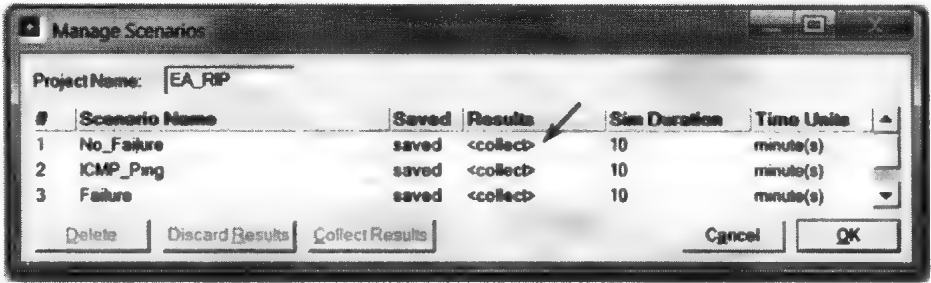 Manage Scenarios
Project Name: EA_RIP
# Scenario Name Saved Results Sim Duration Time Units
1 No_Failure saved <collect> 10 minute(s)
2 ICMP_Ping saved <collect> 10 minute(s)
3 Failure saved <collect> 10 minute(s)
Delete Discard Results Collect Results Cancel OK